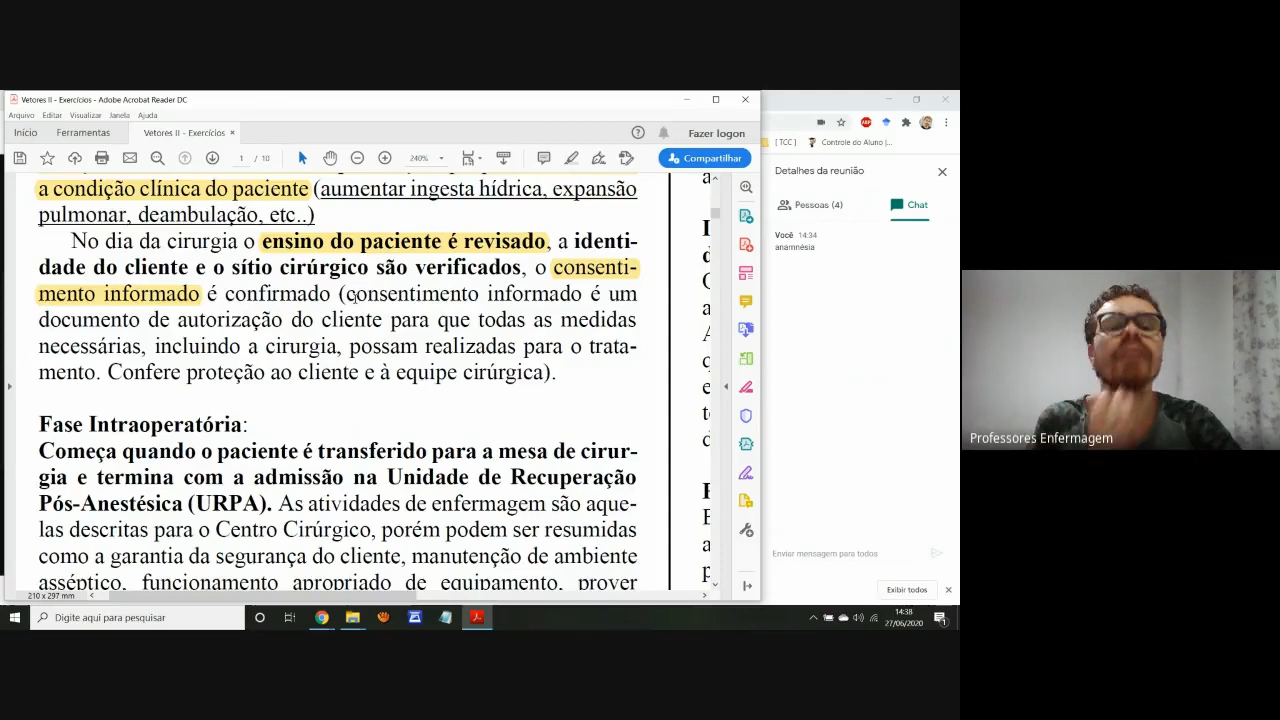 Vetores II - Exercícios - Adobe Acrobat Reader DC
Arquivo Editar Visualizar Janela Ajuda
Início Ferramentas Vetores II - Exercícios × Fazer logon
1 / 10 240% Compartilhar
a condição clínica do paciente (aumentar ingesta hídrica, expansão
pulmonar, deambulação, etc..)
No dia da cirurgia o ensino do paciente é revisado, a identi-
dade do cliente e o sítio cirúrgico são verificados, o consenti-
mento informado é confirmado (consentimento informado é um
documento de autorização do cliente para que todas as medidas
necessárias, incluindo a cirurgia, possam realizadas para o trata-
mento. Confere proteção ao cliente e à equipe cirúrgica).
Fase Intraoperatória:
Começa quando o paciente é transferido para a mesa de cirur-
gia e termina com a admissão na Unidade de Recuperação
Pós-Anestésica (URPA). As atividades de enfermagem são aque-
las descritas para o Centro Cirúrgico, porém podem ser resumidas
como a garantia da segurança do cliente, manutenção de ambiente
asséptico, funcionamento apropriado de equipamento, prover
210 x 297 mm
[ TCC ] Controle do Aluno |...
Detalhes da reunião
Pessoas (4) Chat
Você 14:34
anamnésia
Enviar mensagem para todos
Exibir todos
Professores Enfermagem
Digite aqui para pesquisar
14:38
27/06/2020